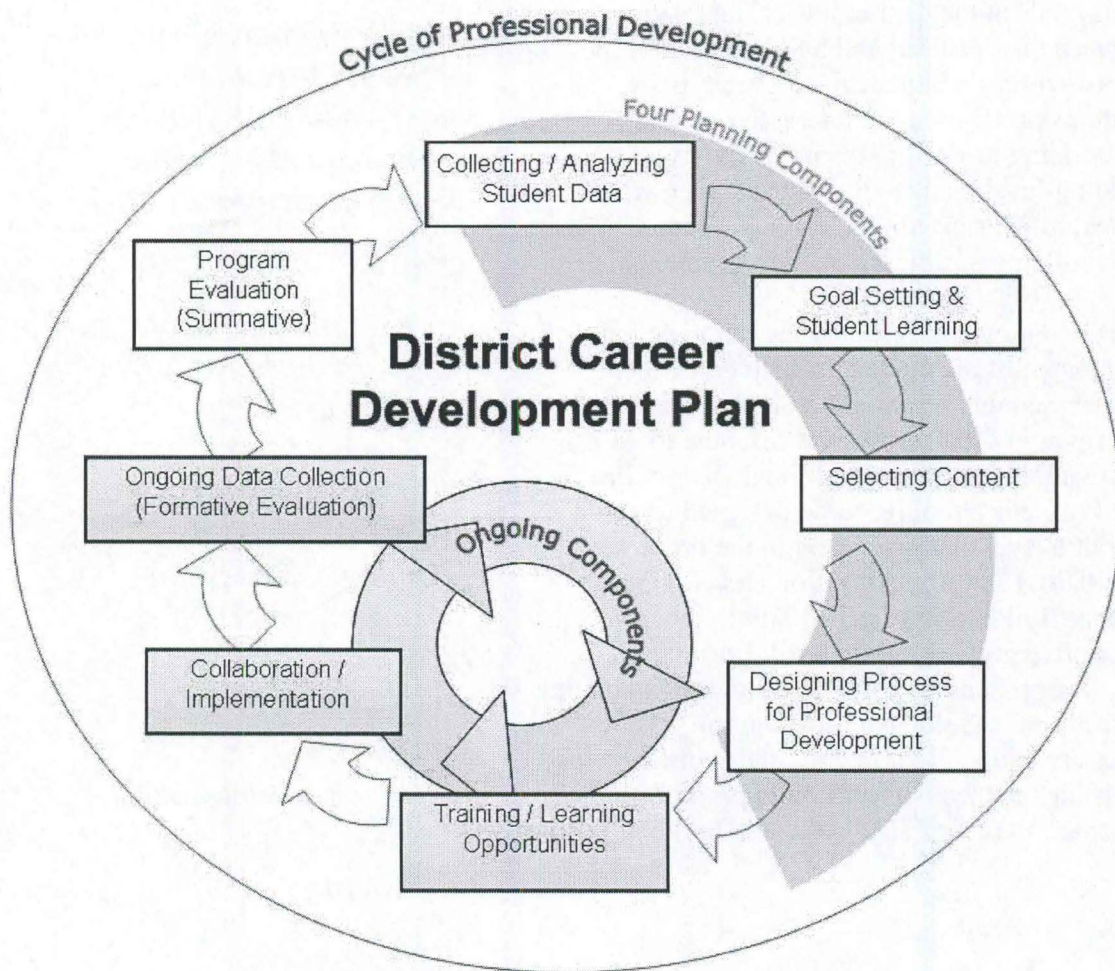 Cycle of Professional Development
Four Planning Components
Collecting / Analyzing
Student Data
Goal Setting &
Student Learning
Selecting Content
Designing Process
for Professional
Development
Training / Learning
Opportunities
Collaboration /
Implementation
Ongoing Data Collection
(Formative Evaluation)
Program
Evaluation
(Summative)
District Career
Development Plan
Ongoing Components